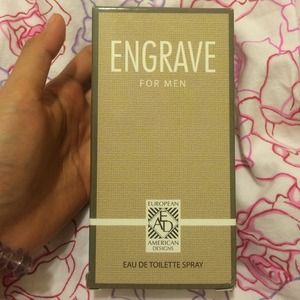 ENGRAVE
FOR MEN
EUROPEAN
EAD
AMERICAN
DESIGNS
EAU DE TOILETTE SPRAY